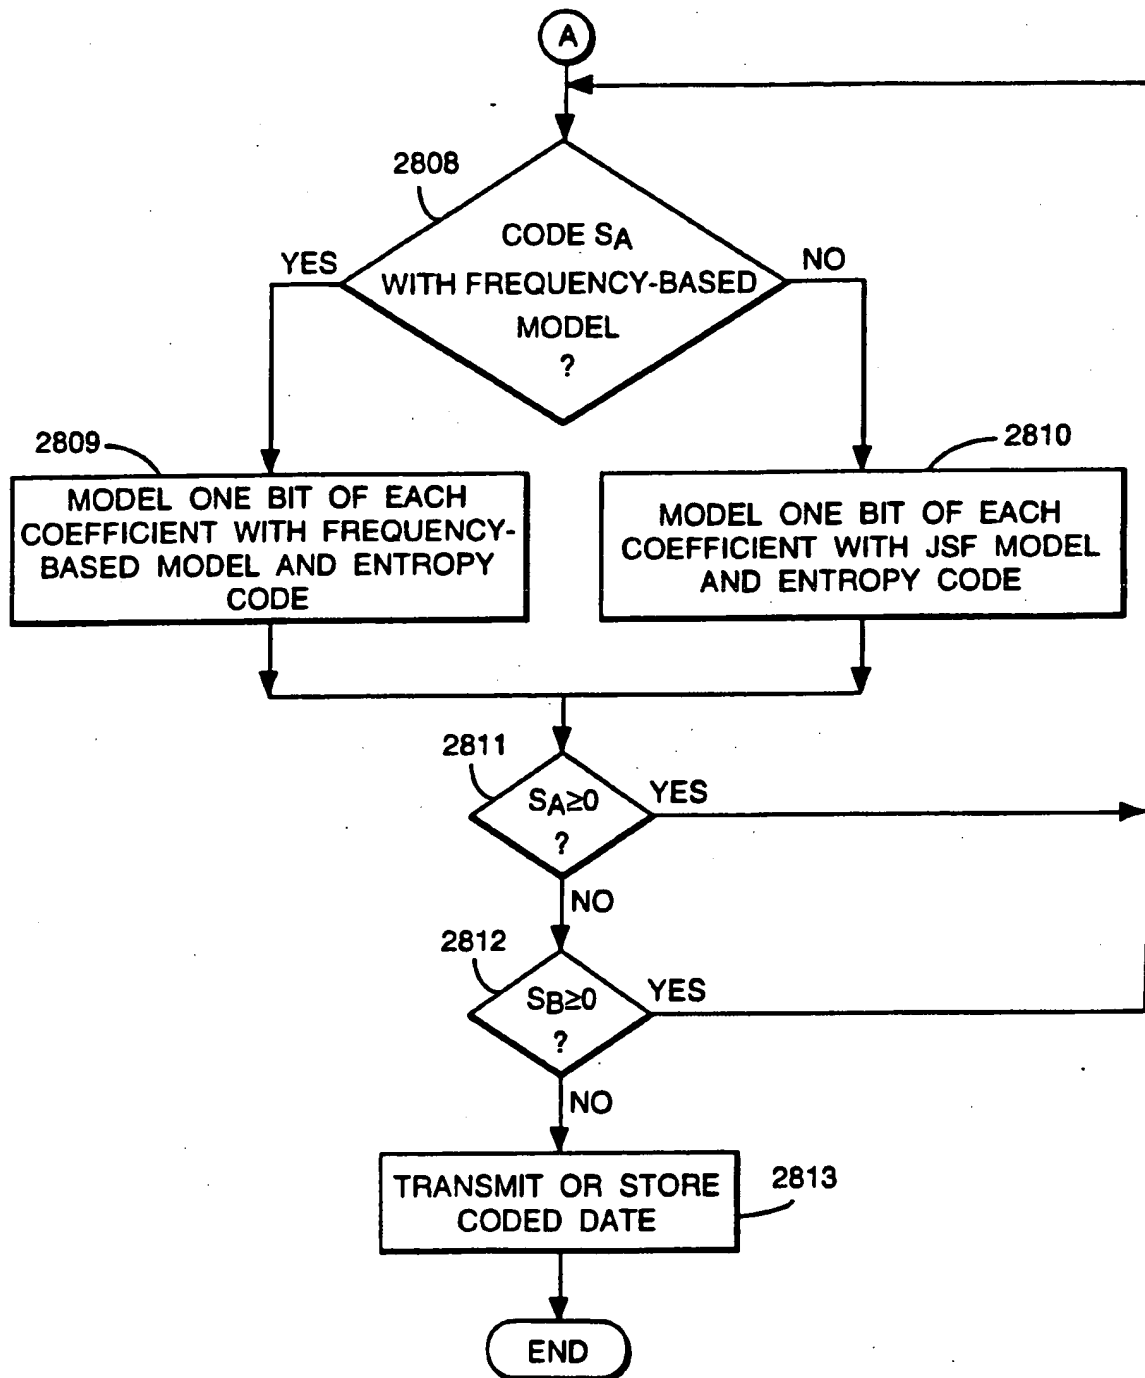 A
2808
CODE SA
YES
NO
WITH FREQUENCY-BASED
MODEL
?
2809
2810
MODEL ONE BIT OF EACH
COEFFICIENT WITH FREQUENCY-
BASED MODEL AND ENTROPY
CODE
MODEL ONE BIT OF EACH
COEFFICIENT WITH JSF MODEL
AND ENTROPY CODE
2811
SA≥0
?
YES
NO
2812
SB≥0
?
YES
NO
TRANSMIT OR STORE
CODED DATE
2813
END